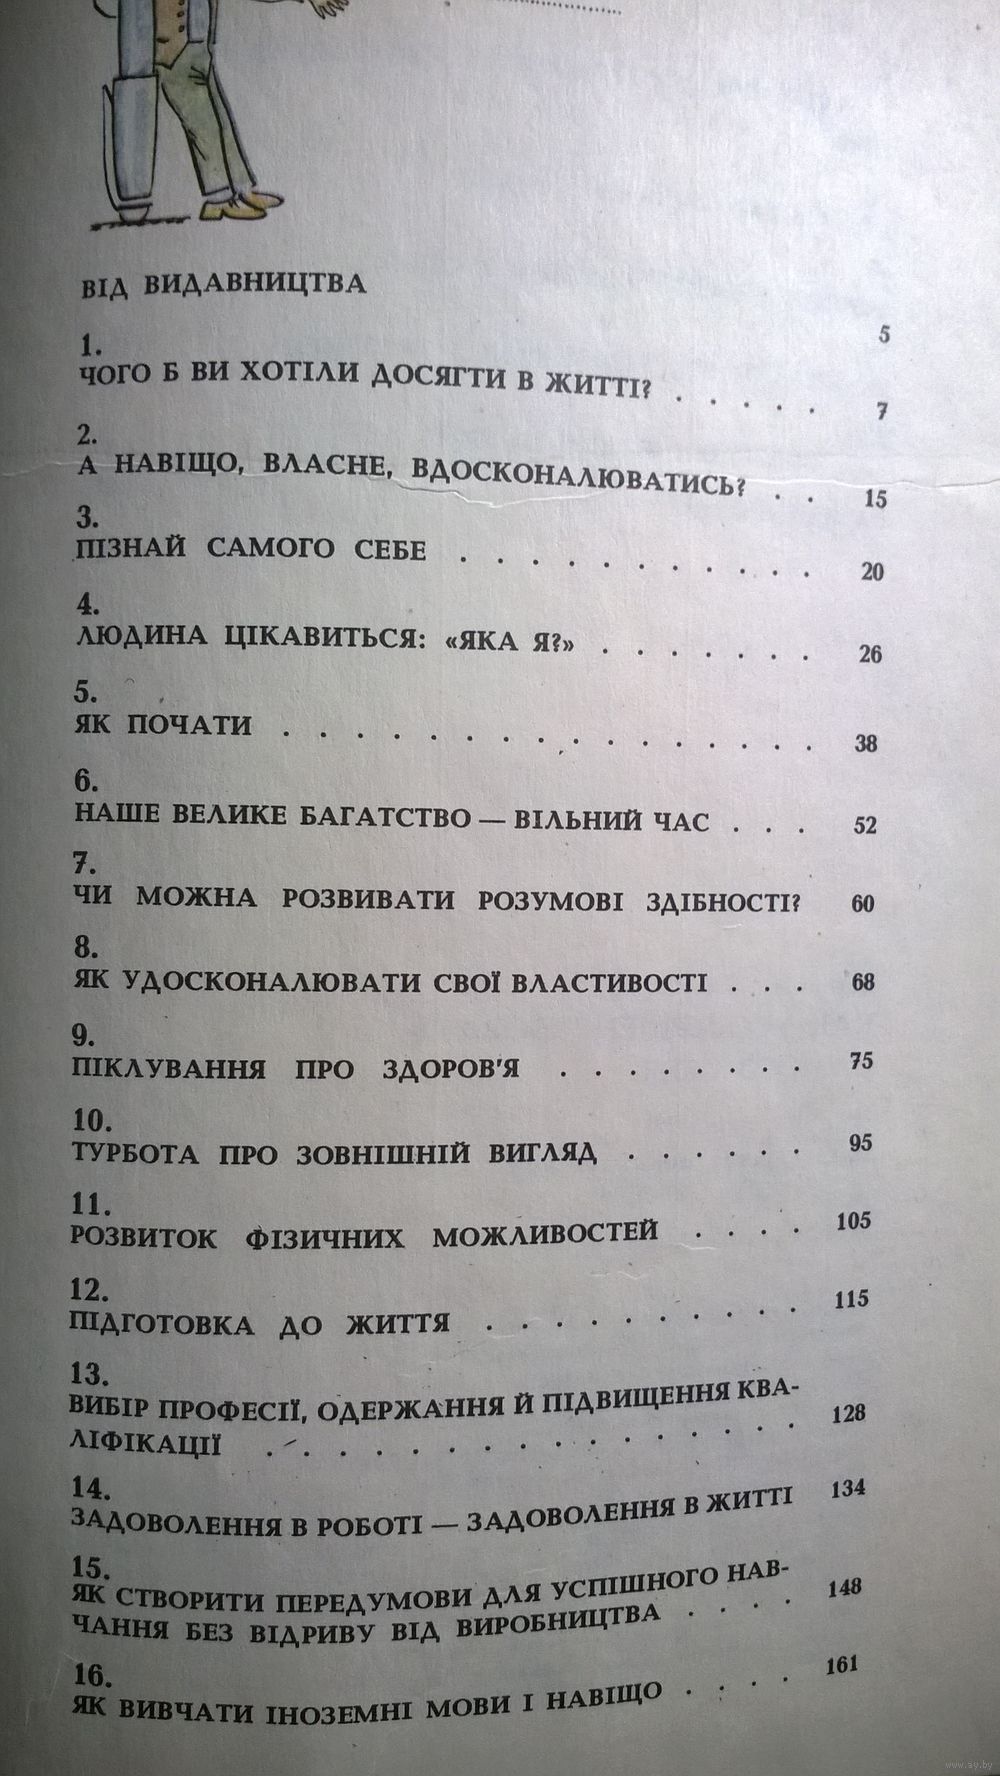 ВІД ВИДАВНИЦТВА 5
1.
ЧОГО Б ВИ ХОТІЛИ ДОСЯГТИ В ЖИТТІ? . . . . . 7
2.
А НАВІЩО, ВЛАСНЕ, ВДОСКОНАЛЮВАТИСЬ? . . 15
3.
ПІЗНАЙ САМОГО СЕБЕ . . . . . . . . . . . 20
4.
ЛЮДИНА ЦІКАВИТЬСЯ: «ЯКА Я?» . . . . . . . 26
5.
ЯК ПОЧАТИ . . . . . . . . . . . . . . . 38
6.
НАШЕ ВЕЛИКЕ БАГАТСТВО — ВІЛЬНИЙ ЧАС . . . 52
7.
ЧИ МОЖНА РОЗВИВАТИ РОЗУМОВІ ЗДІБНОСТІ? 60
8.
ЯК УДОСКОНАЛЮВАТИ СВОЇ ВЛАСТИВОСТІ . . . 68
9.
ПІКЛУВАННЯ ПРО ЗДОРОВ'Я . . . . . . . . 75
10.
ТУРБОТА ПРО ЗОВНІШНІЙ ВИГЛЯД . . . . . . 95
11.
РОЗВИТОК ФІЗИЧНИХ МОЖЛИВОСТЕЙ . . . . 105
12.
ПІДГОТОВКА ДО ЖИТТЯ . . . . . . . . . . 115
13.
ВИБІР ПРОФЕСІЇ, ОДЕРЖАННЯ Й ПІДВИЩЕННЯ КВА-
ЛІФІКАЦІЇ . . . . . . . . . . . . . . . 128
14.
ЗАДОВОЛЕННЯ В РОБОТІ — ЗАДОВОЛЕННЯ В ЖИТТІ 134
15.
ЯК СТВОРИТИ ПЕРЕДУМОВИ ДЛЯ УСПІШНОГО НАВ-
ЧАННЯ БЕЗ ВІДРИВУ ВІД ВИРОБНИЦТВА . . . . 148
16.
ЯК ВИВЧАТИ ІНОЗЕМНІ МОВИ І НАВІЩО . . . . 161
www.ay.by